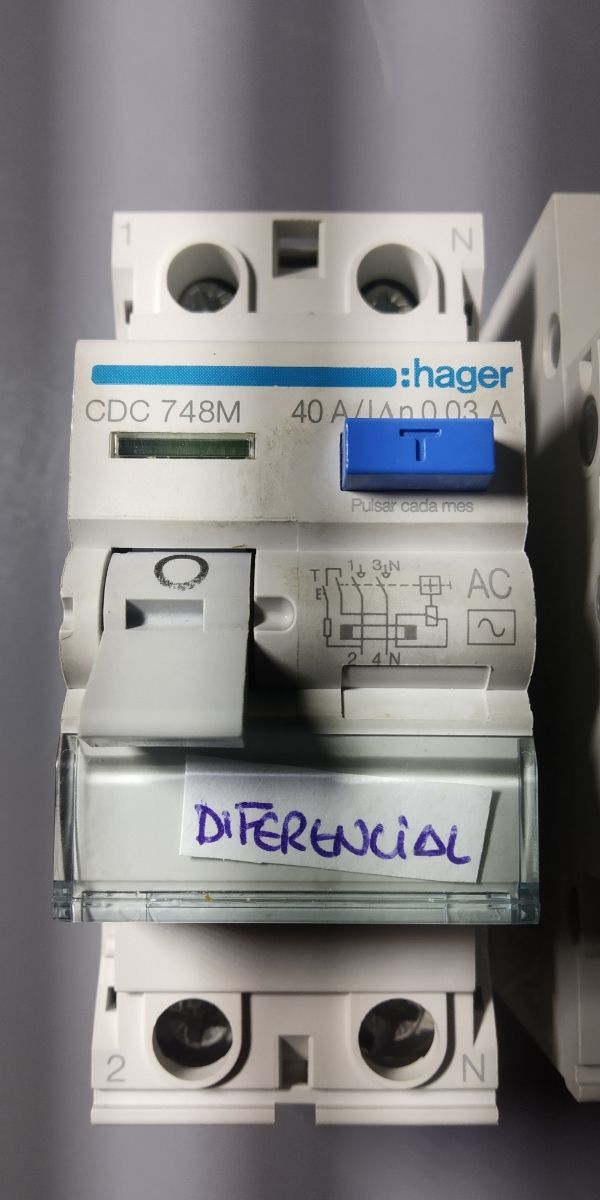 1 N
:hager
CDC 748M 40 A/IΔn 0,03 A
T
Pulsar cada mes
O
T 1 3 N
E
AC
2 4 N
DIFERENCIAL
2 N